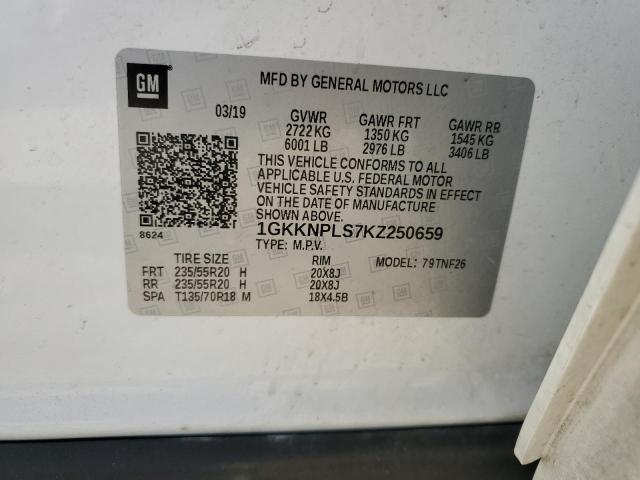 GM
MFD BY GENERAL MOTORS LLC
03/19 GVWR GAWR FRT GAWR RR
2722 KG 1350 KG 1545 KG
6001 LB 2976 LB 3406 LB
THIS VEHICLE CONFORMS TO ALL
APPLICABLE U.S. FEDERAL MOTOR
VEHICLE SAFETY STANDARDS IN EFFECT
ON THE DATE OF MANUFACTURE
SHOWN ABOVE.
8624 1GKKNPLS7KZ250659
TYPE: M.P.V. MODEL: 79TNF26
TIRE SIZE RIM
FRT 235/55R20 H 20X8J
RR 235/55R20 H 20X8J
SPA T135/70R18 M 18X4.5B